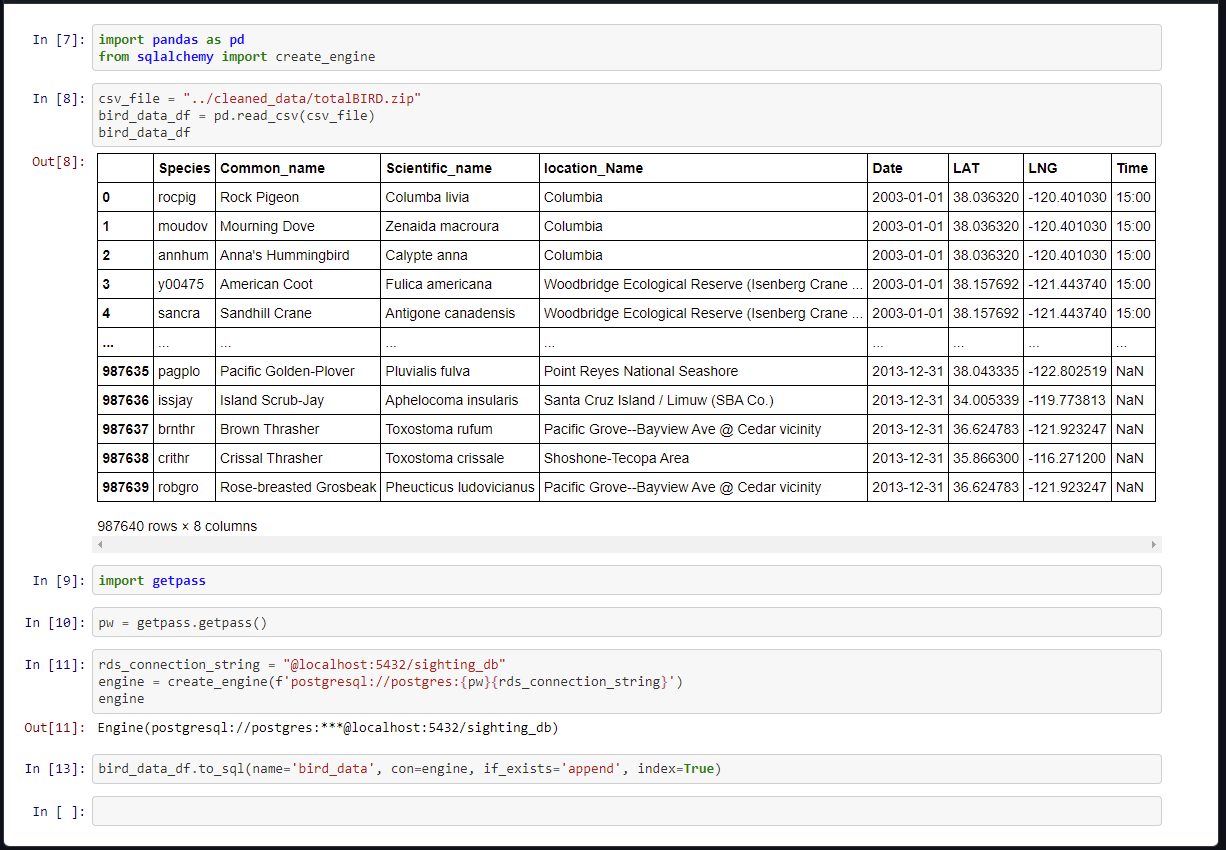 In [7]: import pandas as pd
from sqlalchemy import create_engine
In [8]: csv_file = "../cleaned_data/totalBIRD.zip"
bird_data_df = pd.read_csv(csv_file)
bird_data_df
Out[8]:
Species Common_name Scientific_name location_Name Date LAT LNG Time
0 rocpig Rock Pigeon Columba livia Columbia 2003-01-01 38.036320 -120.401030 15:00
1 moudov Mourning Dove Zenaida macroura Columbia 2003-01-01 38.036320 -120.401030 15:00
2 annhum Anna's Hummingbird Calypte anna Columbia 2003-01-01 38.036320 -120.401030 15:00
3 y00475 American Coot Fulica americana Woodbridge Ecological Reserve (Isenberg Crane ... 2003-01-01 38.157692 -121.443740 15:00
4 sancra Sandhill Crane Antigone canadensis Woodbridge Ecological Reserve (Isenberg Crane ... 2003-01-01 38.157692 -121.443740 15:00
... ... ... ... ... ... ... ... ...
987635 pagplo Pacific Golden-Plover Pluvialis fulva Point Reyes National Seashore 2013-12-31 38.043335 -122.802519 NaN
987636 issjay Island Scrub-Jay Aphelocoma insularis Santa Cruz Island / Limuw (SBA Co.) 2013-12-31 34.005339 -119.773813 NaN
987637 brnthr Brown Thrasher Toxostoma rufum Pacific Grove--Bayview Ave @ Cedar vicinity 2013-12-31 36.624783 -121.923247 NaN
987638 crithr Crissal Thrasher Toxostoma crissale Shoshone-Tecopa Area 2013-12-31 35.866300 -116.271200 NaN
987639 robgro Rose-breasted Grosbeak Pheucticus ludovicianus Pacific Grove--Bayview Ave @ Cedar vicinity 2013-12-31 36.624783 -121.923247 NaN
987640 rows × 8 columns
In [9]: import getpass
In [10]: pw = getpass.getpass()
In [11]: rds_connection_string = "@localhost:5432/sighting_db"
engine = create_engine(f'postgresql://postgres:{pw}{rds_connection_string}')
engine
Out[11]: Engine(postgresql://postgres:***@localhost:5432/sighting_db)
In [13]: bird_data_df.to_sql(name='bird_data', con=engine, if_exists='append', index=True)
In [ ]: